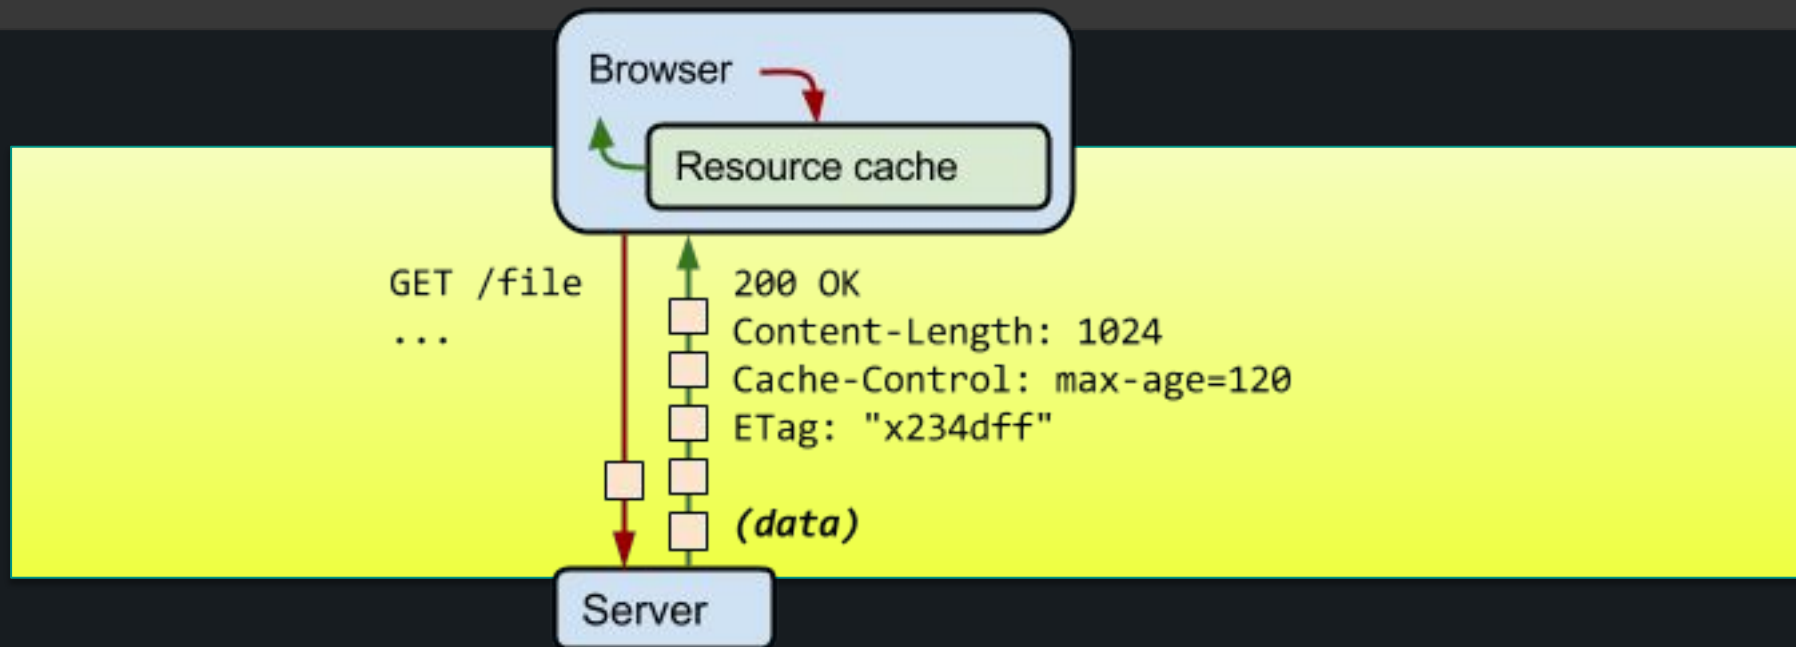 Browser
Resource cache
GET /file
...
200 OK
Content-Length: 1024
Cache-Control: max-age=120
ETag: "x234dff"
(data)
Server